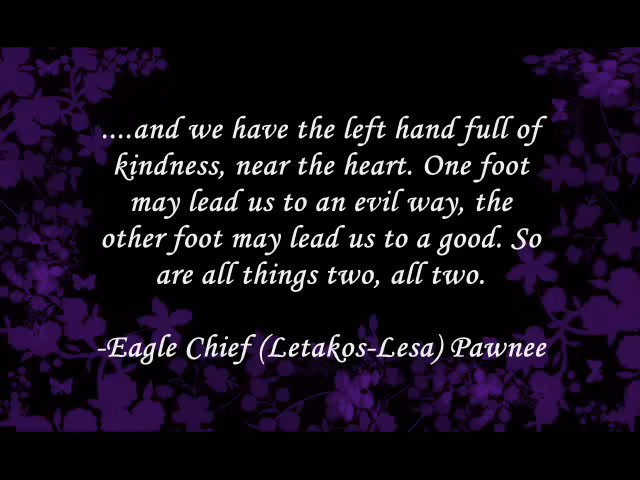 ....and we have the left hand full of
kindness, near the heart. One foot
may lead us to an evil way, the
other foot may lead us to a good. So
are all things two, all two.
-Eagle Chief (Letakos-Lesa) Pawnee